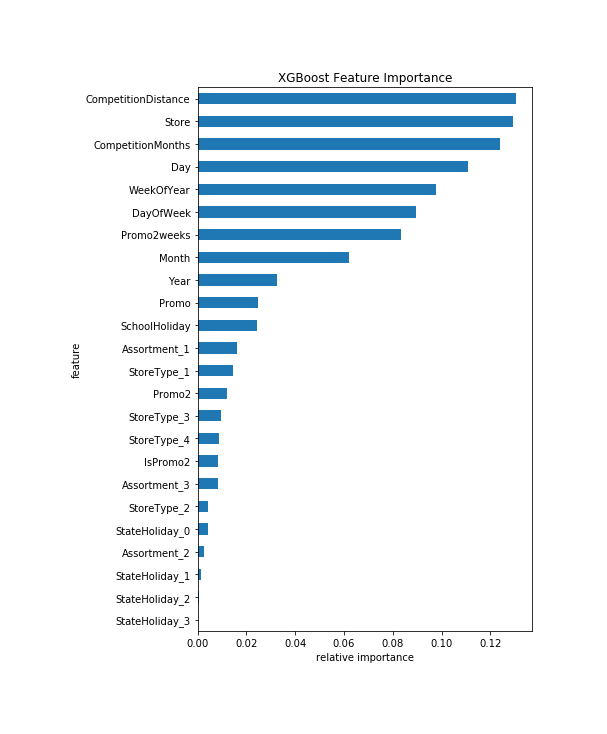 XGBoost Feature Importance
CompetitionDistance
Store
CompetitionMonths
Day
WeekOfYear
DayOfWeek
Promo2weeks
Month
Year
Promo
SchoolHoliday
Assortment_1
StoreType_1
Promo2
StoreType_3
StoreType_4
IsPromo2
Assortment_3
StoreType_2
StateHoliday_0
Assortment_2
StateHoliday_1
StateHoliday_2
StateHoliday_3
feature
0.00 0.02 0.04 0.06 0.08 0.10 0.12
relative importance